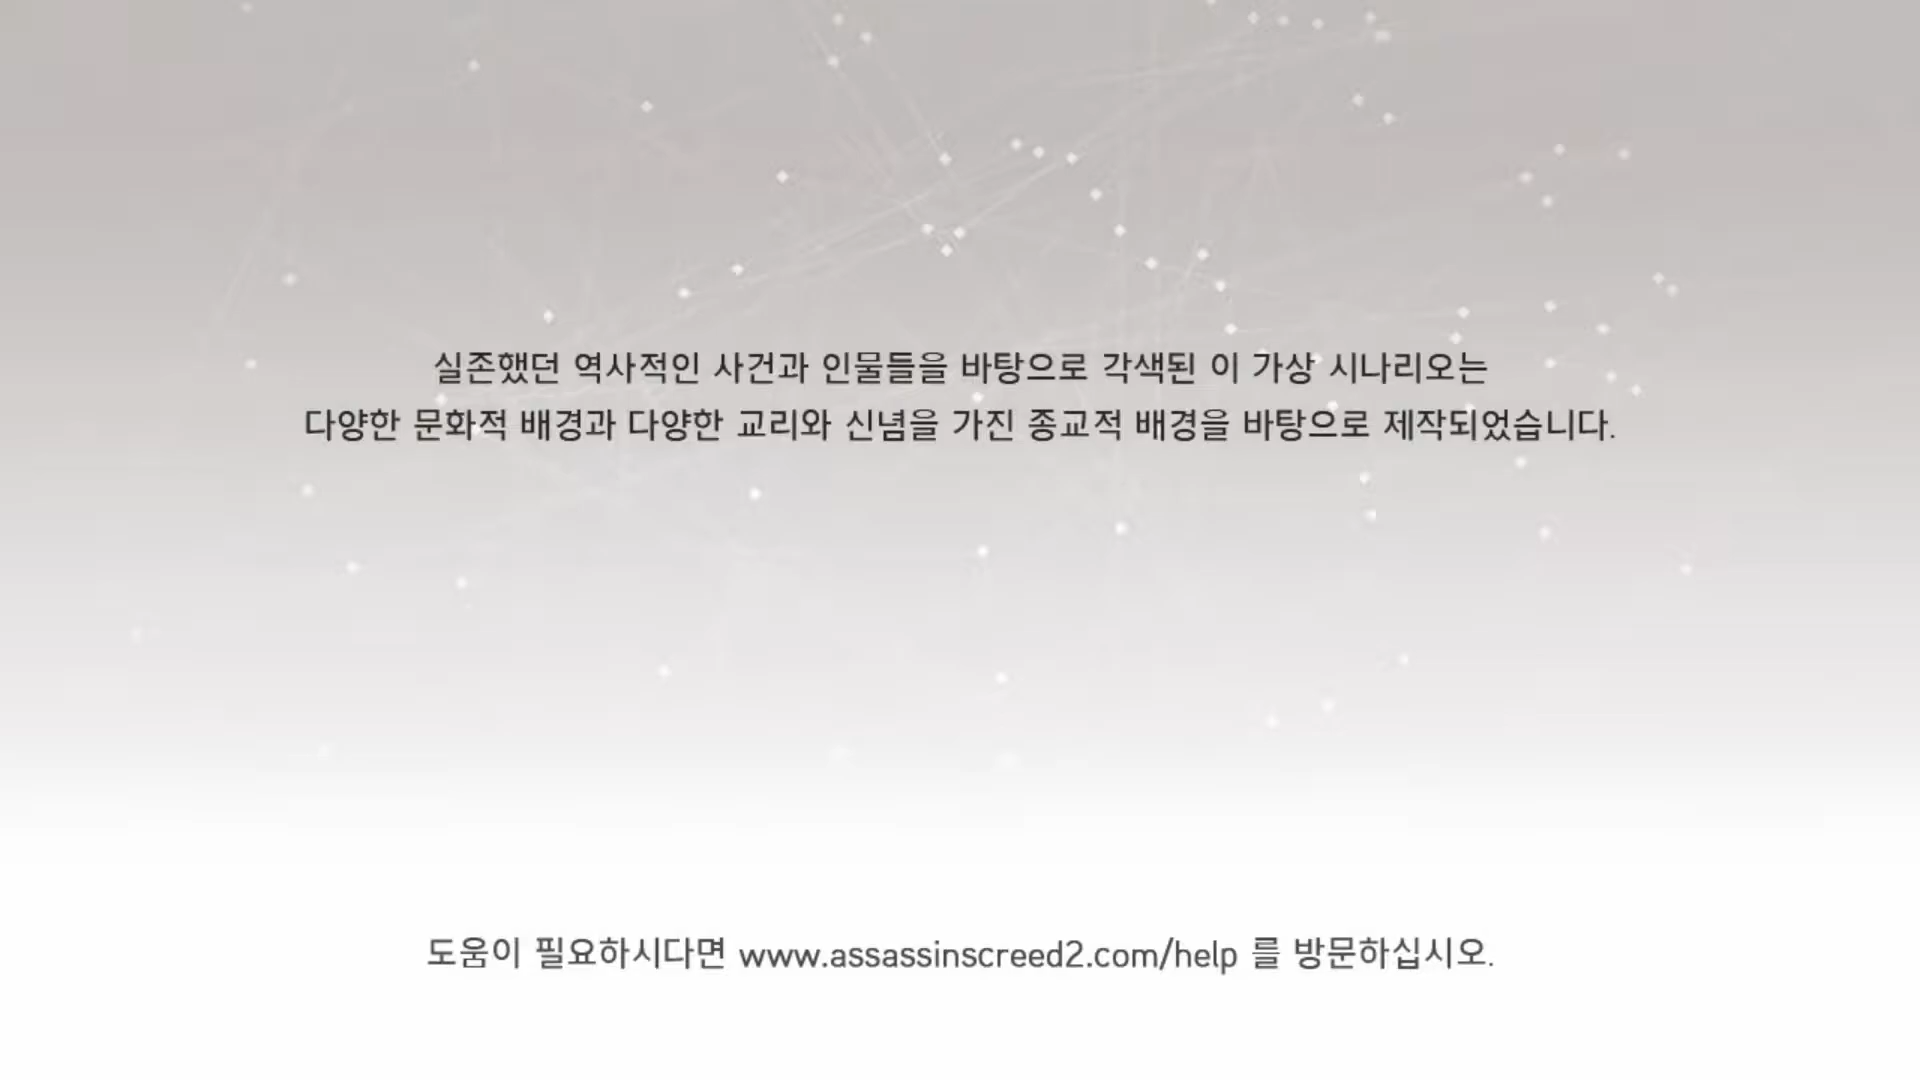 실존했던 역사적인 사건과 인물들을 바탕으로 각색된 이 가상 시나리오는
다양한 문화적 배경과 다양한 교리와 신념을 가진 종교적 배경을 바탕으로 제작되었습니다.
도움이 필요하시다면 www.assassinscreed2.com/help 를 방문하십시오.